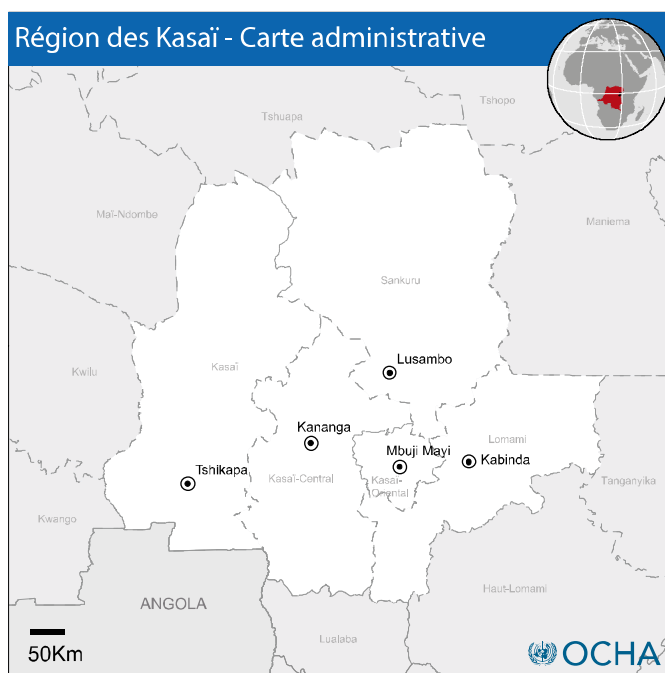 Région des Kasaï - Carte administrative
Tshopo
Tshuapa
Maï-Ndombe
Maniema
Sankuru
Lusambo
Kwilu
Kasaï
Kananga
Lomami
Mbuji Mayi
Kabinda
Tshikapa
Kasaï-Central
Kasaï-
Oriental
Tanganyika
Kwango
Haut-Lomami
ANGOLA
Lualaba
50Km
OCHA